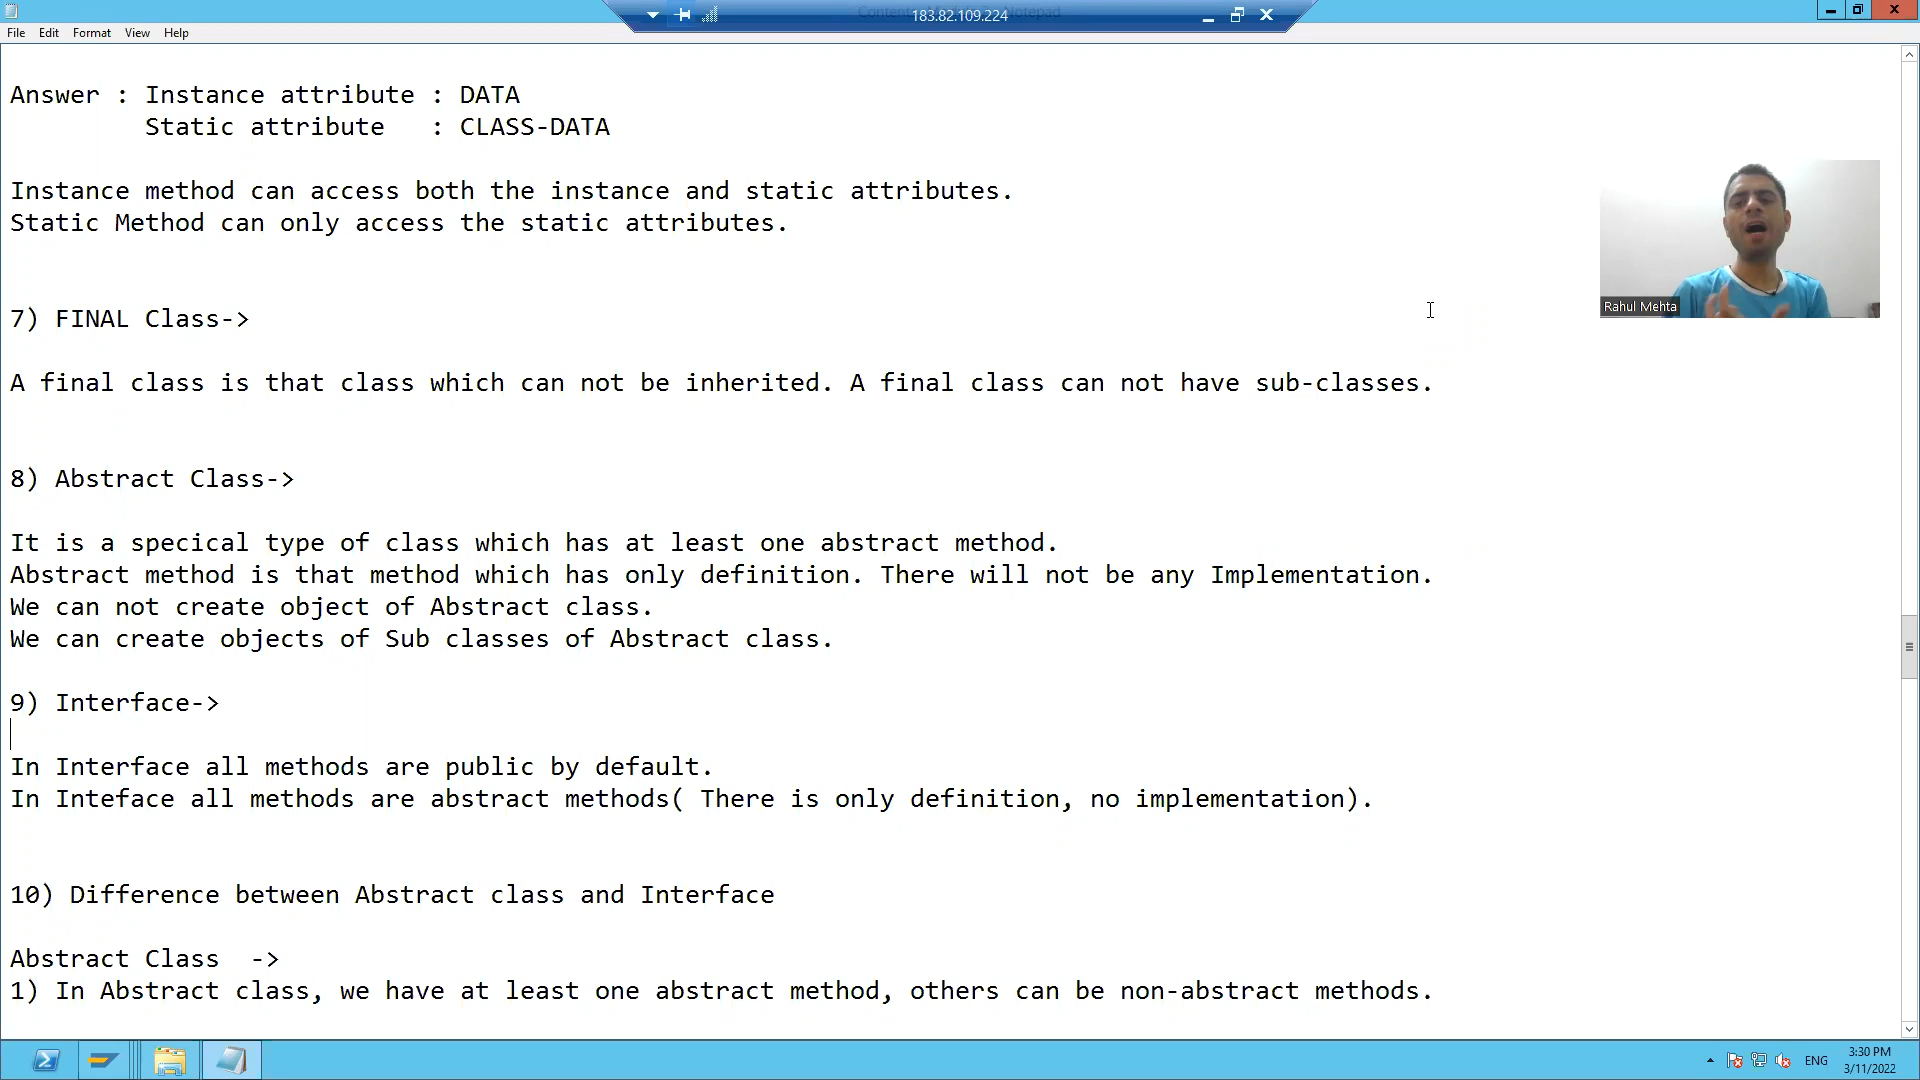 183.82.109.224
File Edit Format View Help
Answer : Instance attribute : DATA
Static attribute : CLASS-DATA
Instance method can access both the instance and static attributes.
Static Method can only access the static attributes.
Rahul Mehta
7) FINAL Class->
A final class is that class which can not be inherited. A final class can not have sub-classes.
8) Abstract Class->
It is a specical type of class which has at least one abstract method.
Abstract method is that method which has only definition. There will not be any Implementation.
We can not create object of Abstract class.
We can create objects of Sub classes of Abstract class.
9) Interface->
In Interface all methods are public by default.
In Inteface all methods are abstract methods( There is only definition, no implementation).
10) Difference between Abstract class and Interface
Abstract Class ->
1) In Abstract class, we have at least one abstract method, others can be non-abstract methods.
ENG
3:30 PM
3/11/2022